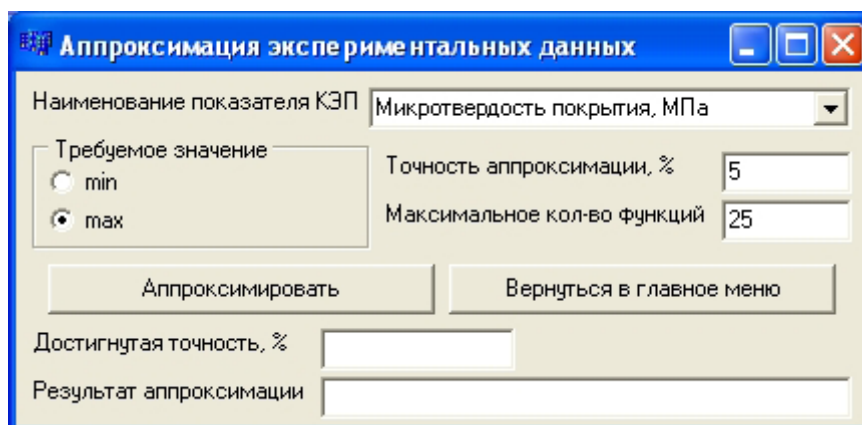 Аппроксимация экспериментальных данных
Наименование показателя КЭП Микротвердость покрытия, МПа
Требуемое значение
min
max
Точность аппроксимации, % 5
Максимальное кол-во функций 25
Аппроксимировать Вернуться в главное меню
Достигнутая точность, %
Результат аппроксимации